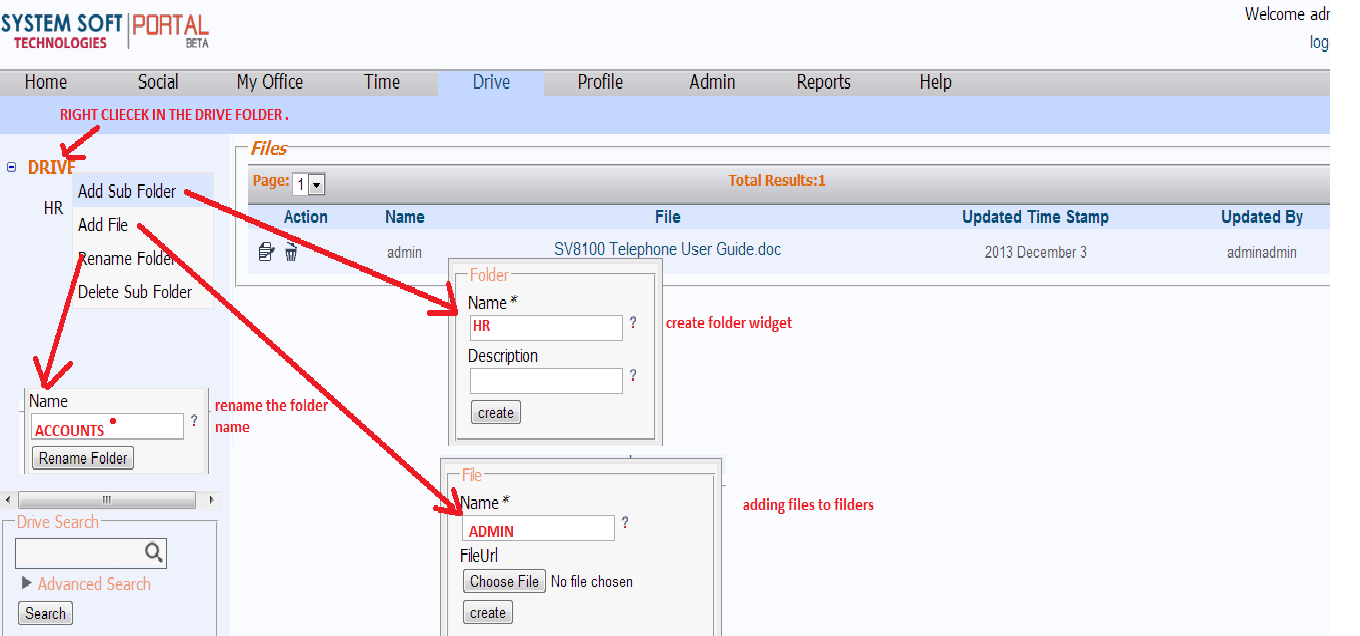 SYSTEM SOFT PORTAL
TECHNOLOGIES BETA
Welcome adr
log
Home Social My Office Time Drive Profile Admin Reports Help
RIGHT CLIECEK IN THE DRIVE FOLDER .
DRIVE
HR
Add Sub Folder
Add File
Rename Folder
Delete Sub Folder
Files
Page: 1 Total Results:1
Action Name File Updated Time Stamp Updated By
admin SV8100 Telephone User Guide.doc 2013 December 3 adminadmin
Folder
Name *
HR ?
Description
?
create
create folder widget
Name
ACCOUNTS ?
Rename Folder
rename the folder
name
File
Name *
ADMIN ?
FileUrl
Choose File No file chosen
create
adding files to filders
Drive Search
Advanced Search
Search